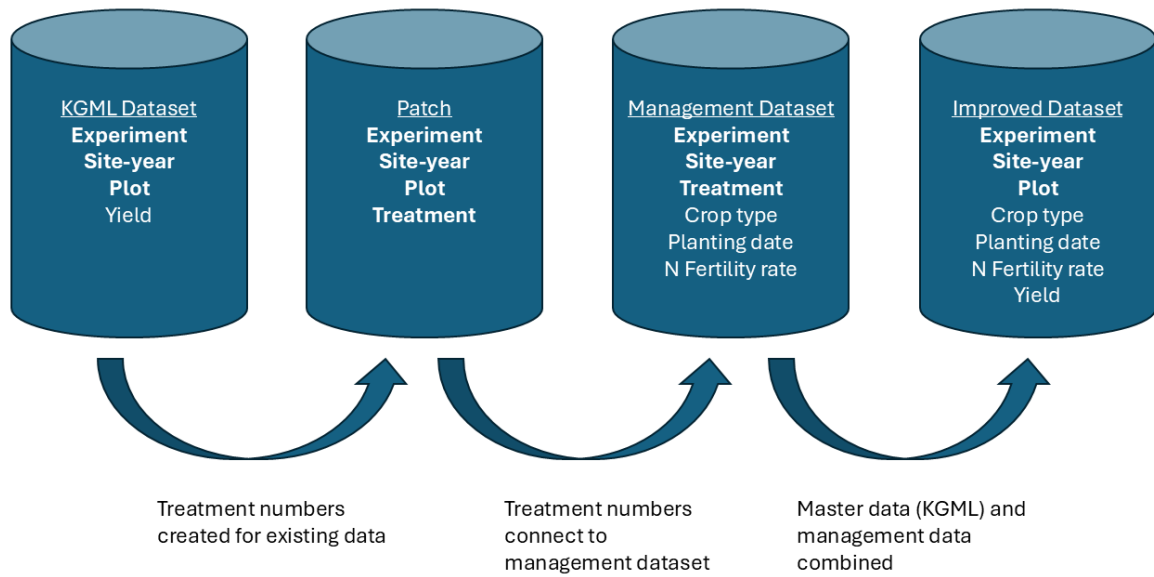 KGML Dataset
Experiment
Site-year
Plot
Yield
Patch
Experiment
Site-year
Plot
Treatment
Management Dataset
Experiment
Site-year
Treatment
Crop type
Planting date
N Fertility rate
Improved Dataset
Experiment
Site-year
Plot
Crop type
Planting date
N Fertility rate
Yield
Treatment numbers
created for existing data
Treatment numbers
connect to
management dataset
Master data (KGML) and
management data
combined